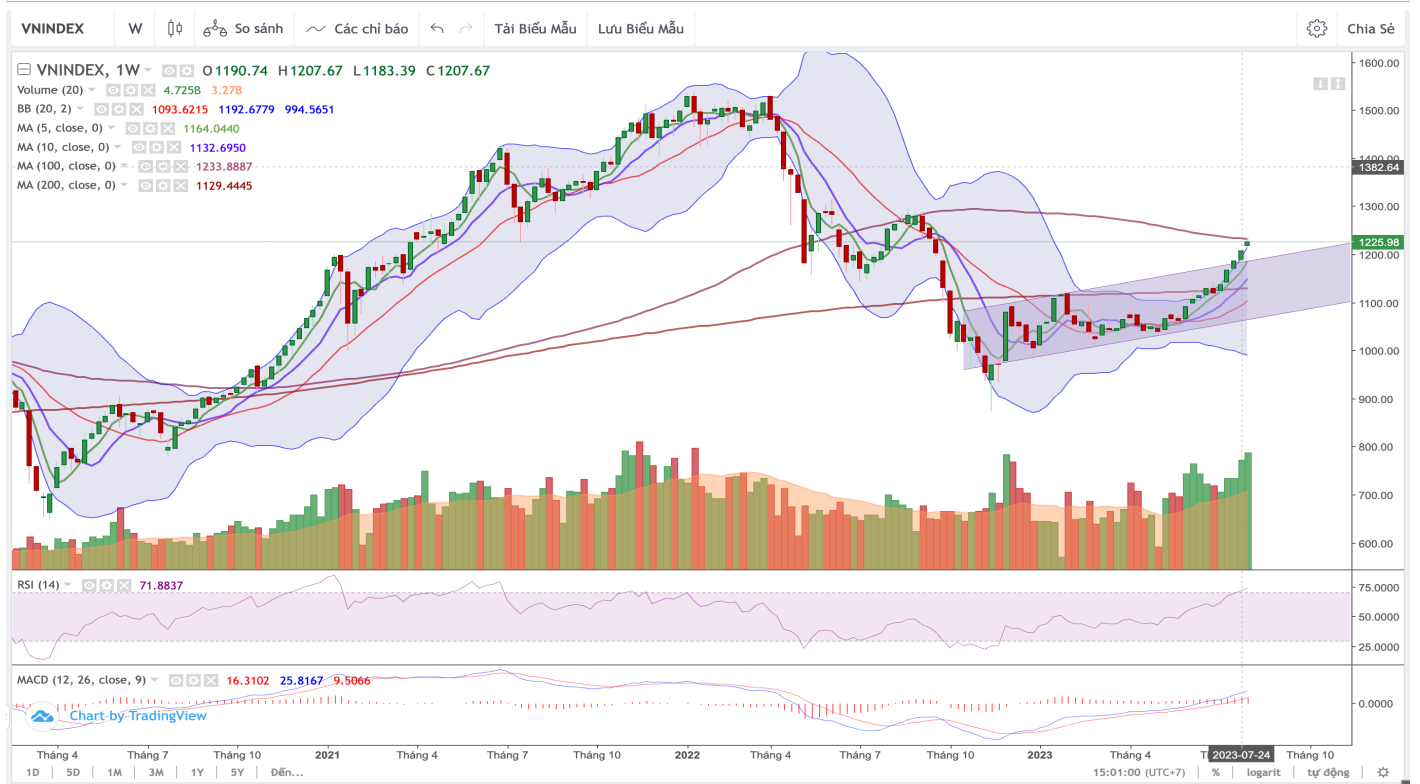 VNINDEX W So sánh Các chỉ báo Tải Biểu Mẫu Lưu Biểu Mẫu Chia Sẻ
VNINDEX, 1W O1190.74 H1207.67 L1183.39 C1207.67
Volume (20) 4.725B 3.27B
BB (20, 2) 1093.6215 1192.6779 994.5651
MA (5, close, 0) 1164.0440
MA (10, close, 0) 1132.6950
MA (100, close, 0) 1233.8887
MA (200, close, 0) 1129.4445
1600.00
1500.00
1400.00
1382.64
1300.00
1225.98
1200.00
1100.00
1000.00
900.00
800.00
700.00
600.00
RSI (14) 71.8837
75.0000
50.0000
25.0000
MACD (12, 26, close, 9) 16.3102 25.8167 9.5066
0.0000
Chart by TradingView
Tháng 4 Tháng 7 Tháng 10 2021 Tháng 4 Tháng 7 Tháng 10 2022 Tháng 4 Tháng 7 Tháng 10 2023 Tháng 4 2023-07-24 Tháng 10
1D 5D 1M 3M 1Y 5Y Đến... 15:01:00 (UTC+7) % logarit tự động